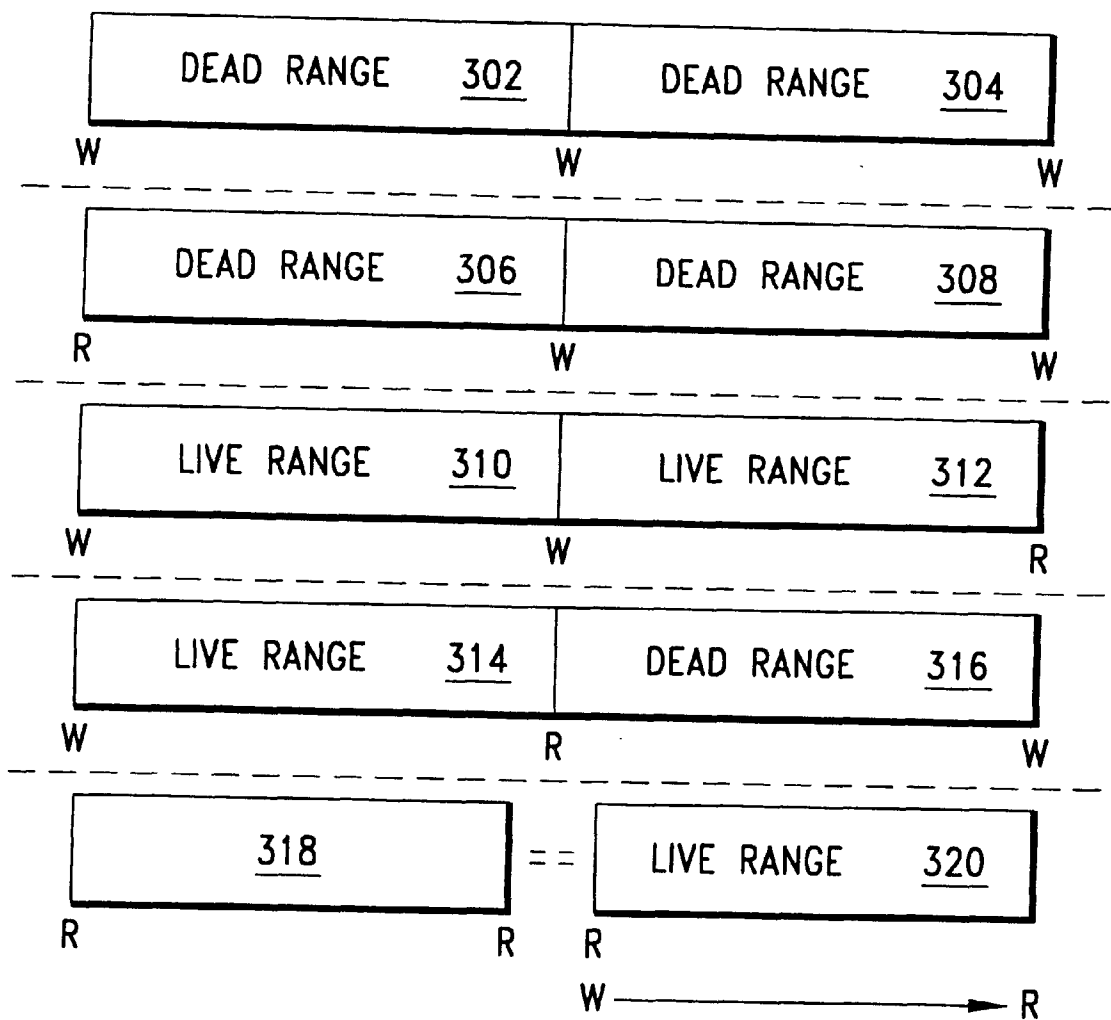 DEAD RANGE 302 DEAD RANGE 304
W W W
DEAD RANGE 306 DEAD RANGE 308
R W W
LIVE RANGE 310 LIVE RANGE 312
W W R
LIVE RANGE 314 DEAD RANGE 316
W R W
318 == LIVE RANGE 320
R R R
W R